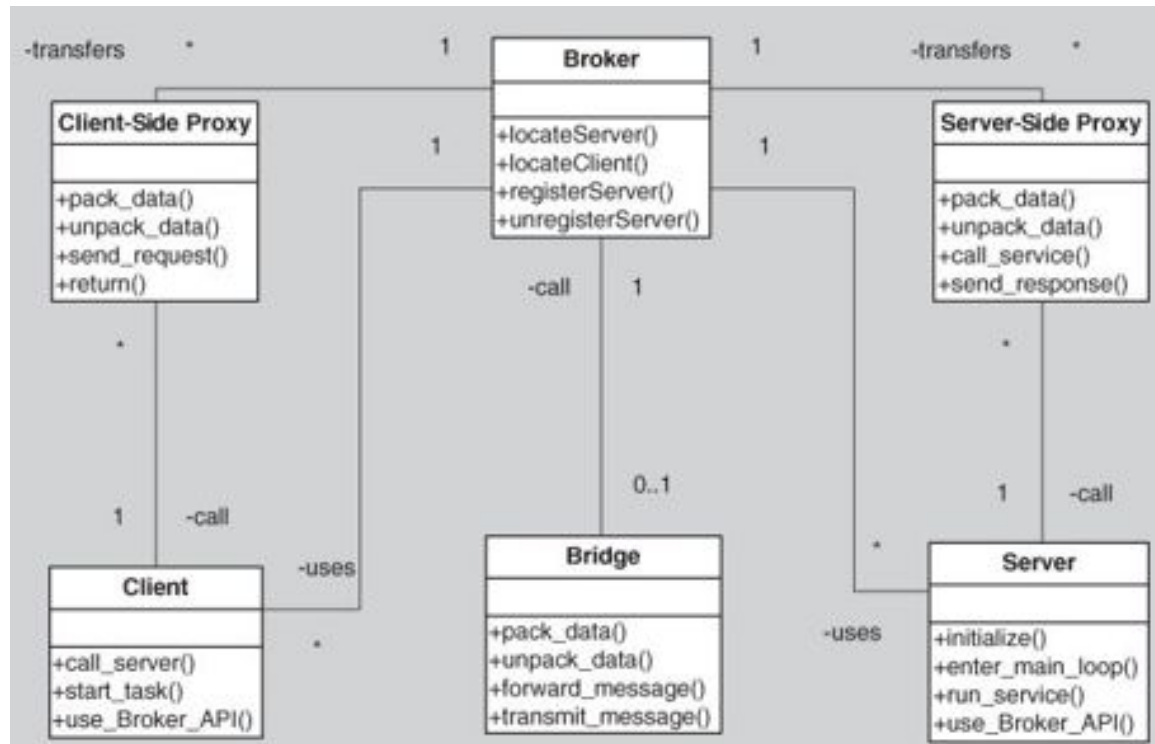 -transfers * 1
Broker
+locateServer()
+locateClient()
+registerServer()
+unregisterServer()
1 -transfers *
Client-Side Proxy
+pack_data()
+unpack_data()
+send_request()
+return()
1
1
Server-Side Proxy
+pack_data()
+unpack_data()
+call_service()
+send_response()
-call 1
*
*
0..1
1 -call
1 -call
-uses
*
*
-uses
Client
+call_server()
+start_task()
+use_Broker_API()
Bridge
+pack_data()
+unpack_data()
+forward_message()
+transmit_message()
Server
+initialize()
+enter_main_loop()
+run_service()
+use_Broker_API()